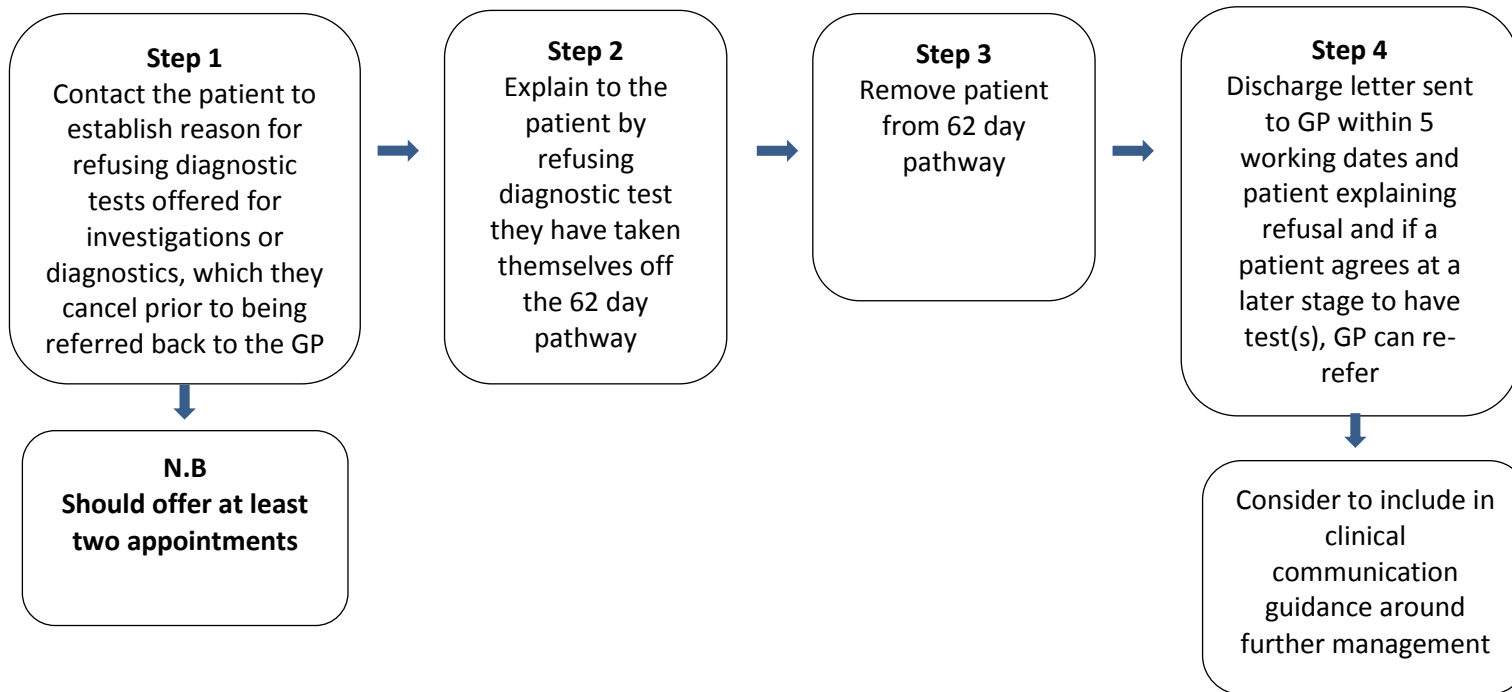 Step 1
Contact the patient to
establish reason for
refusing diagnostic
tests offered for
investigations or
diagnostics, which they
cancel prior to being
referred back to the GP
N.B
Should offer at least
two appointments
Step 2
Explain to the
patient by
refusing
diagnostic test
they have taken
themselves off
the 62 day
pathway
Step 3
Remove patient
from 62 day
pathway
Step 4
Discharge letter sent
to GP within 5
working dates and
patient explaining
refusal and if a
patient agrees at a
later stage to have
test(s), GP can re-
refer
Consider to include in
clinical
communication
guidance around
further management